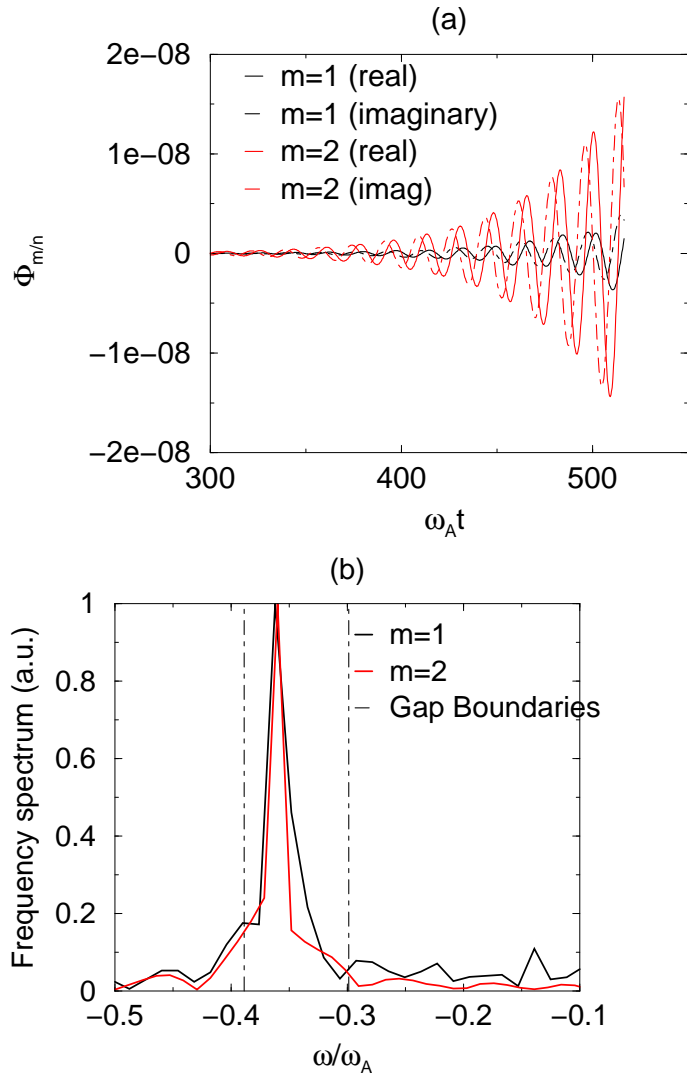 (a)
2e−08
1e−08
0
−1e−08
−2e−08
Φm/n
m=1 (real)
m=1 (imaginary)
m=2 (real)
m=2 (imag)
300 400 500
ωAt
(b)
1
0.8
0.6
0.4
0.2
0
Frequency spectrum (a.u.)
m=1
m=2
Gap Boundaries
−0.5 −0.4 −0.3 −0.2 −0.1
ω/ωA